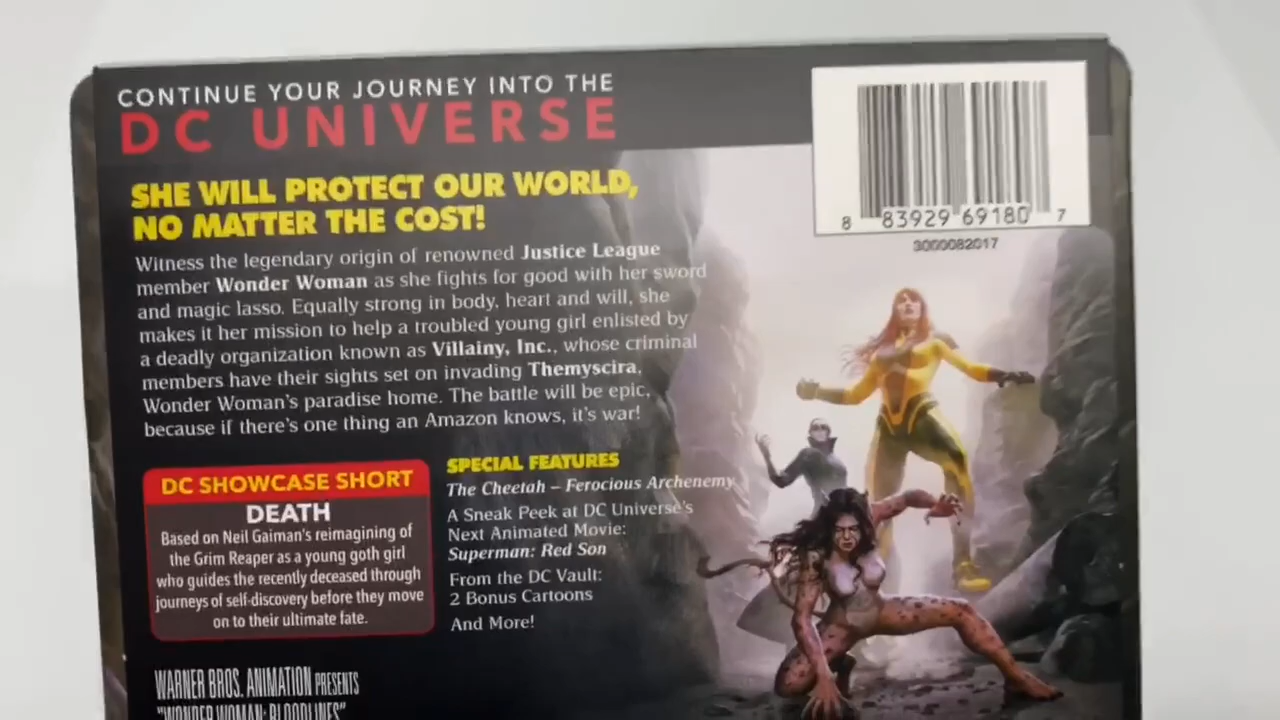 CONTINUE YOUR JOURNEY INTO THE
DC UNIVERSE
SHE WILL PROTECT OUR WORLD,
NO MATTER THE COST!
Witness the legendary origin of renowned Justice League
member Wonder Woman as she fights for good with her sword
and magic lasso. Equally strong in body, heart and will, she
makes it her mission to help a troubled young girl enlisted by
a deadly organization known as Villainy, Inc., whose criminal
members have their sights set on invading Themyscira,
Wonder Woman's paradise home. The battle will be epic,
because if there's one thing an Amazon knows, it's war!
DC SHOWCASE SHORT
DEATH
Based on Neil Gaiman's reimagining of
the Grim Reaper as a young goth girl
who guides the recently deceased through
journeys of self-discovery before they move
on to their ultimate fate.
SPECIAL FEATURES
The Cheetah – Ferocious Archenemy
A Sneak Peek at DC Universe's
Next Animated Movie:
Superman: Red Son
From the DC Vault:
2 Bonus Cartoons
And More!
WARNER BROS. ANIMATION PRESENTS
"WONDER WOMAN: BLOODLINES"
8 83929 69180 7
3000082017